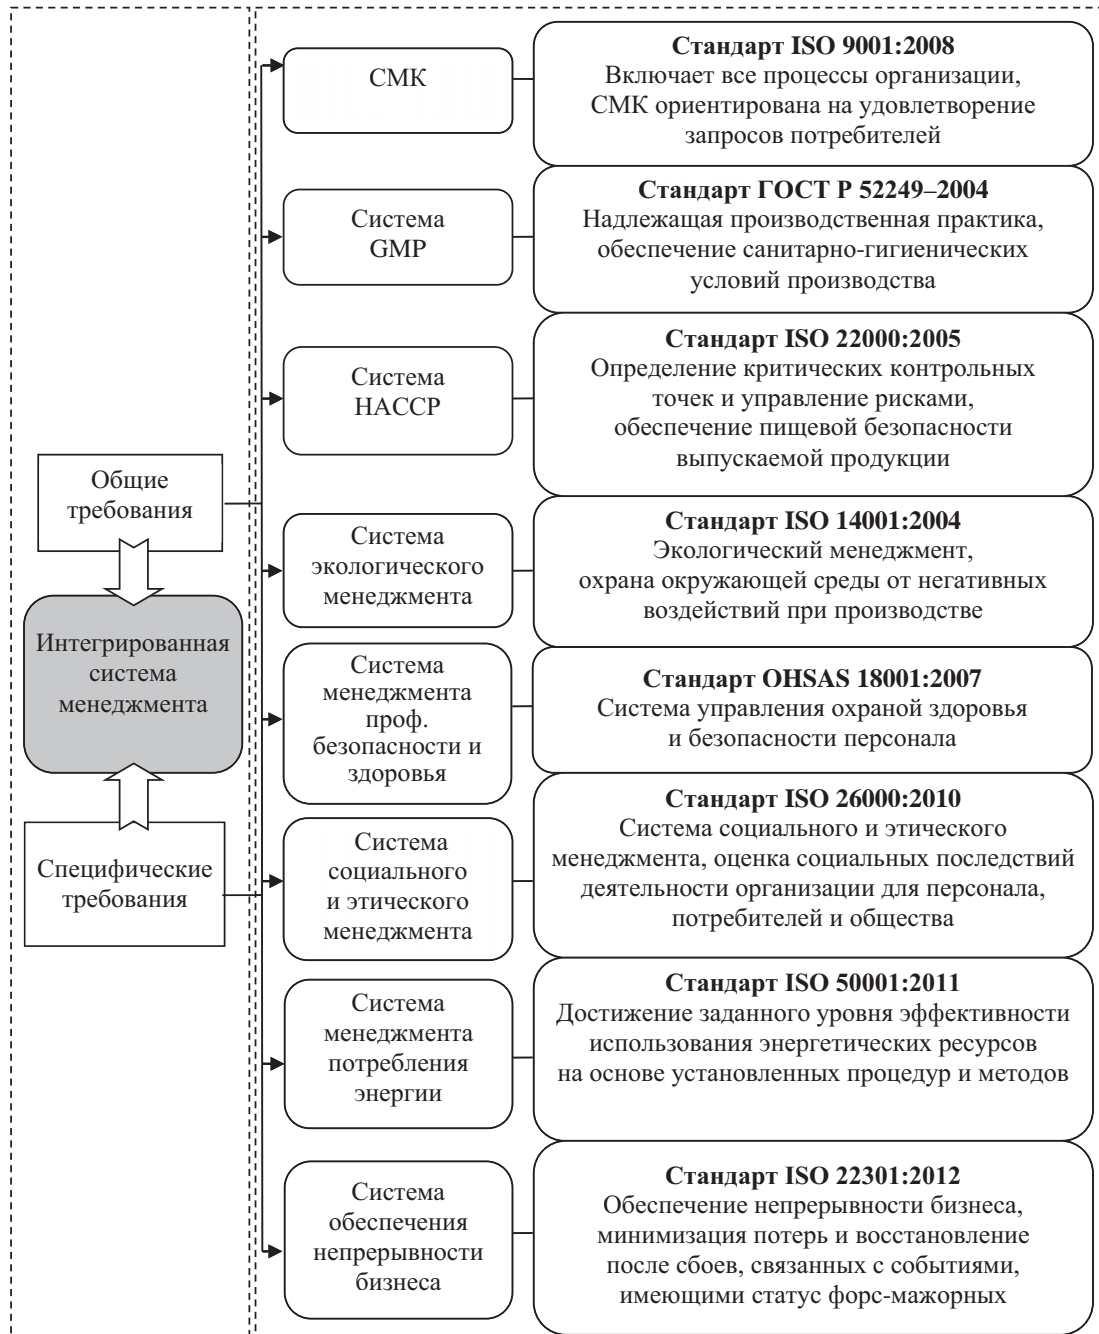 СМК
Стандарт ISO 9001:2008
Включает все процессы организации,
СМК ориентирована на удовлетворение
запросов потребителей
Система
GMP
Стандарт ГОСТ Р 52249–2004
Надлежащая производственная практика,
обеспечение санитарно-гигиенических
условий производства
Система
НАССР
Стандарт ISO 22000:2005
Определение критических контрольных
точек и управление рисками,
обеспечение пищевой безопасности
выпускаемой продукции
Общие
требования
Интегрированная
система
менеджмента
Специфические
требования
Система
экологического
менеджмента
Стандарт ISO 14001:2004
Экологический менеджмент,
охрана окружающей среды от негативных
воздействий при производстве
Система
менеджмента
проф.
безопасности и
здоровья
Стандарт OHSAS 18001:2007
Система управления охраной здоровья
и безопасности персонала
Система
социального
и этического
менеджмента
Стандарт ISO 26000:2010
Система социального и этического
менеджмента, оценка социальных последствий
деятельности организации для персонала,
потребителей и общества
Система
менеджмента
потребления
энергии
Стандарт ISO 50001:2011
Достижение заданного уровня эффективности
использования энергетических ресурсов
на основе установленных процедур и методов
Система
обеспечения
непрерывности
бизнеса
Стандарт ISO 22301:2012
Обеспечение непрерывности бизнеса,
минимизация потерь и восстановление
после сбоев, связанных с событиями,
имеющими статус форс-мажорных